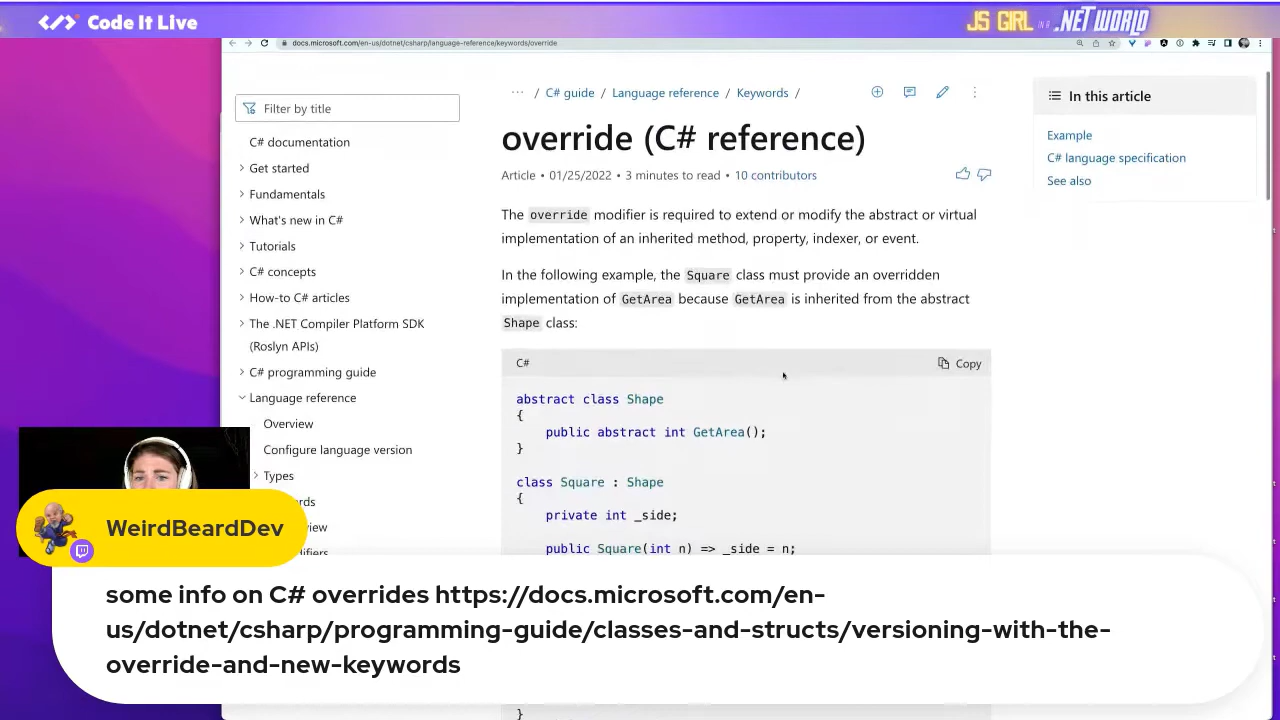 Code It Live
JS GIRL IN A .NET WORLD
docs.microsoft.com/en-us/dotnet/csharp/language-reference/keywords/override
Filter by title
C# documentation
Get started
Fundamentals
What's new in C#
Tutorials
C# concepts
How-to C# articles
The .NET Compiler Platform SDK
(Roslyn APIs)
C# programming guide
Language reference
Overview
Configure language version
Types
rds
view
difiers
··· / C# guide / Language reference / Keywords /
override (C# reference)
Article • 01/25/2022 • 3 minutes to read • 10 contributors
The override modifier is required to extend or modify the abstract or virtual
implementation of an inherited method, property, indexer, or event.
In the following example, the Square class must provide an overridden
implementation of GetArea because GetArea is inherited from the abstract
Shape class:
C# Copy
abstract class Shape
{
public abstract int GetArea();
}
class Square : Shape
{
private int _side;
public Square(int n) => _side = n;
}
In this article
Example
C# language specification
See also
WeirdBeardDev
some info on C# overrides https://docs.microsoft.com/en-
us/dotnet/csharp/programming-guide/classes-and-structs/versioning-with-the-
override-and-new-keywords